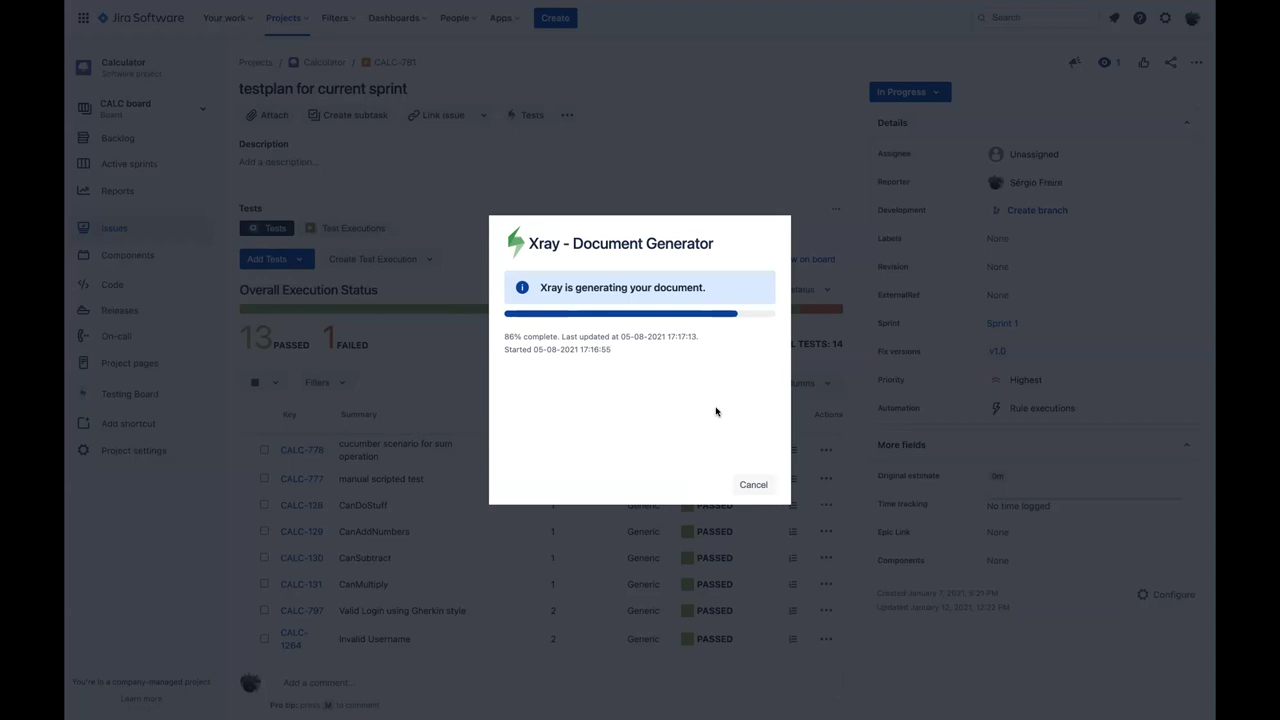 Jira Software
Your work
Projects
Filters
Dashboards
People
Apps
Create
Search
Calculator
Software project
CALC board
Board
Backlog
Active sprints
Reports
Issues
Components
Code
Releases
On-call
Project pages
Testing Board
Add shortcut
Project settings
You're in a company-managed project
Learn more
Projects / Calculator / CALC-781
1
testplan for current sprint
Attach
Create subtask
Link issue
Tests
Description
Add a description...
Tests
Tests
Test Executions
Add Tests
Create Test Execution
w on board
Overall Execution Status
atus
13 PASSED
1 FAILED
L TESTS: 14
Filters
umns
Key Summary Actions
CALC-778 cucumber scenario for sum
operation
CALC-777 manual scripted test
CALC-128 CanDoStuff 1 Generic PASSED
CALC-129 CanAddNumbers 1 Generic PASSED
CALC-130 CanSubtract 1 Generic PASSED
CALC-131 CanMultiply 1 Generic PASSED
CALC-797 Valid Login using Gherkin style 2 Generic PASSED
CALC-
1264 Invalid Username 2 Generic PASSED
Add a comment...
Pro tip: press M to comment
Xray - Document Generator
Xray is generating your document.
86% complete. Last updated at 05-08-2021 17:17:13.
Started 05-08-2021 17:16:55
Cancel
In Progress
Details
Assignee Unassigned
Reporter Sérgio Freire
Development Create branch
Labels None
Revision None
ExternalRef None
Sprint Sprint 1
Fix versions v1.0
Priority Highest
Automation Rule executions
More fields
Original estimate 0m
Time tracking No time logged
Epic Link None
Components None
Created January 7, 2021, 6:21 PM
Updated January 12, 2021, 12:22 PM
Configure